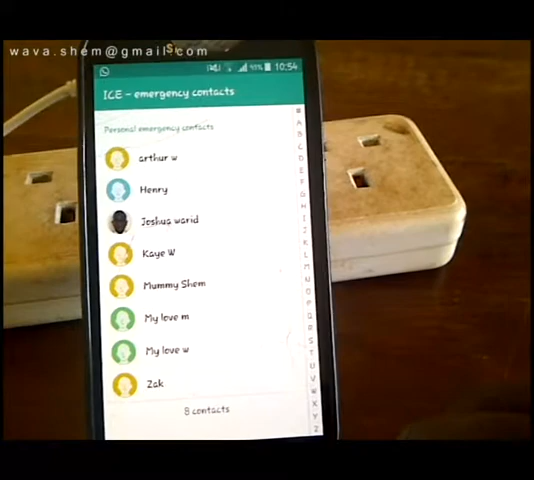 wava.shem@gmail.com
10:54
ICE - emergency contacts
Personal emergency contacts
arthur w
Henry
Joshua warid
Kaye W
Mummy Shem
My love m
My love w
Zak
8 contacts
#
A
B
C
D
E
F
G
H
I
J
K
L
M
U
O
P
Q
R
S
T
U
V
W
X
Y
Z